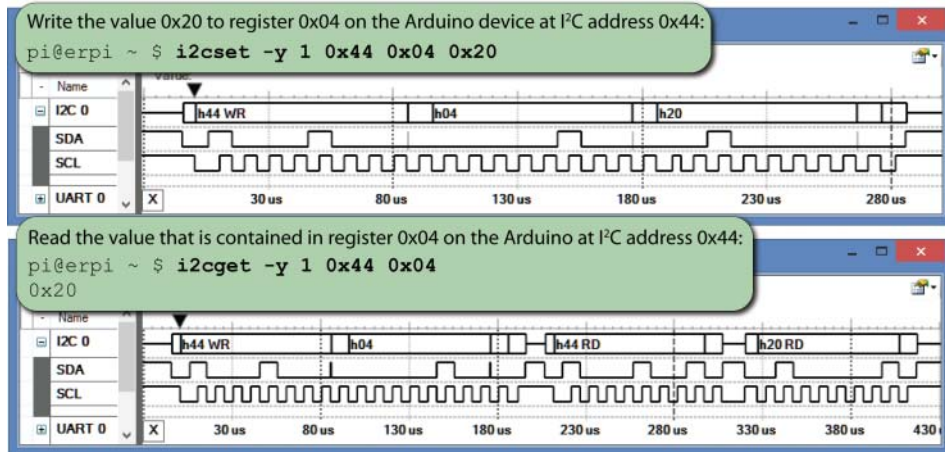 Write the value 0x20 to register 0x04 on the Arduino device at I²C address 0x44:
pi@erpi ~ $ i2cset -y 1 0x44 0x04 0x20
- Name
I2C 0 h44 WR h04 h20
SDA
SCL
UART 0 X 30 us 80 us 130 us 180 us 230 us 280 us
Read the value that is contained in register 0x04 on the Arduino at I²C address 0x44:
pi@erpi ~ $ i2cget -y 1 0x44 0x04
0x20
- Name
I2C 0 h44 WR h04 h44 RD h20 RD
SDA
SCL
UART 0 X 30 us 80 us 130 us 180 us 230 us 280 us 330 us 380 us 430